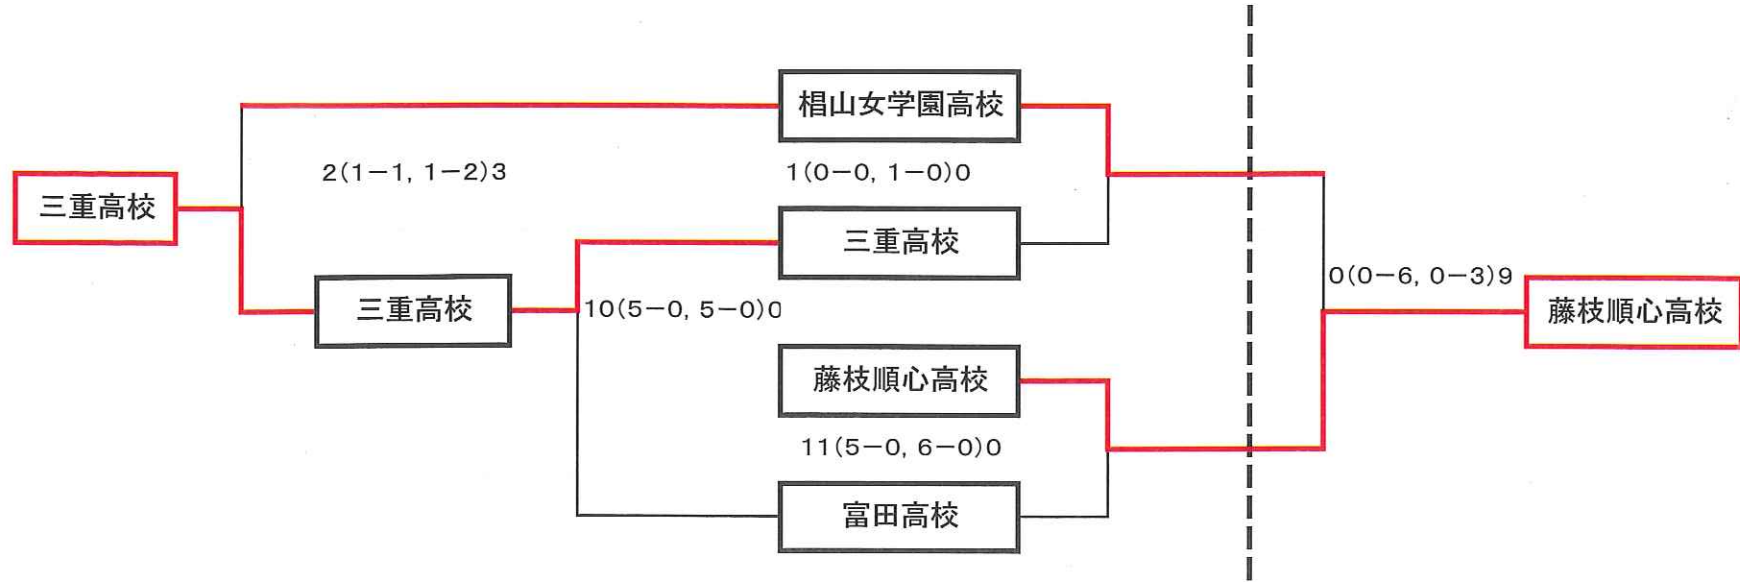 椙山女学園高校
2(1-1, 1-2)3
1(0-0, 1-0)0
三重高校
三重高校
0(0-6, 0-3)9
三重高校
10(5-0, 5-0)0
藤枝順心高校
藤枝順心高校
11(5-0, 6-0)0
富田高校